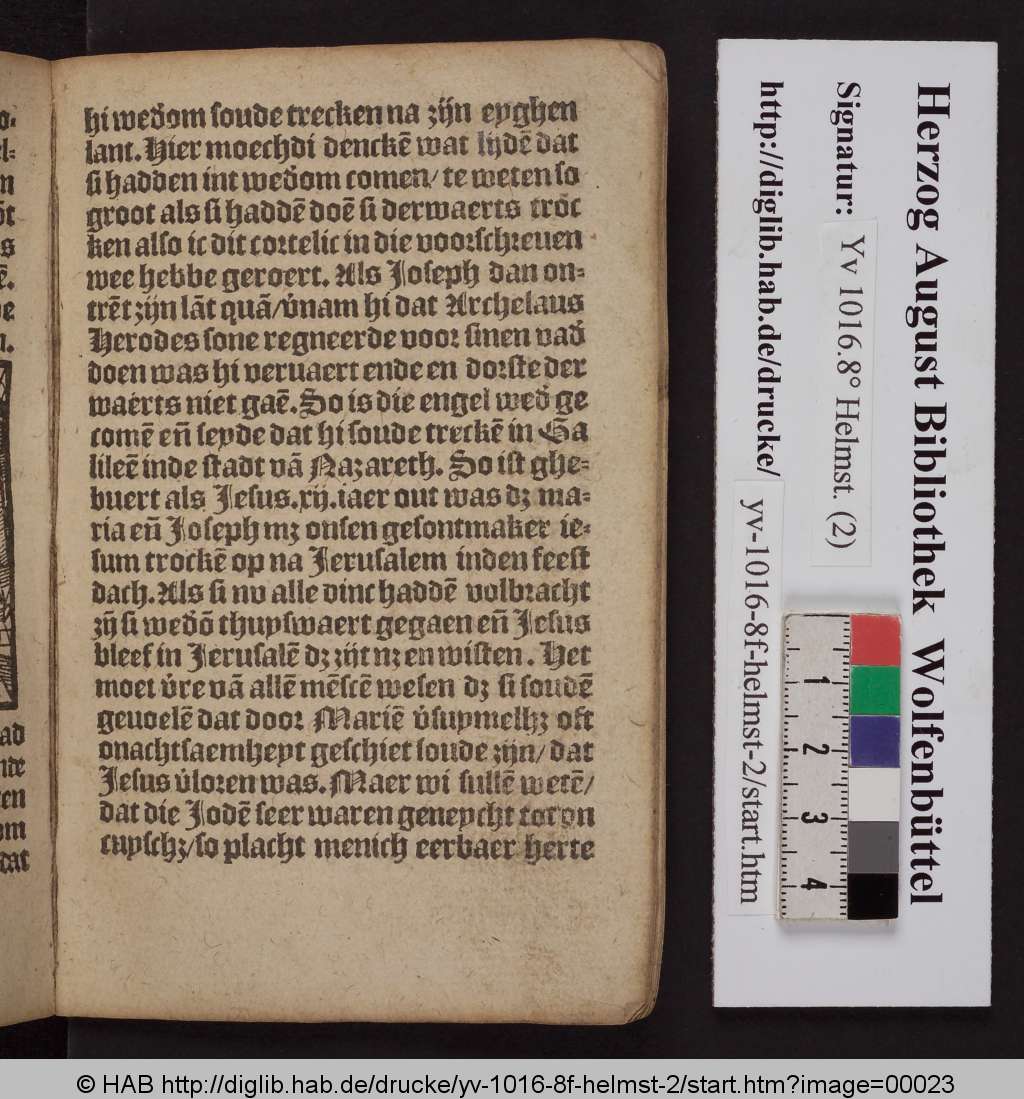 hi wed̉om soude trecken na zijn eyghen
lant. Hier moechdi denckē wat lijdē dat
si hadden int wed̉om comen/ te weten so
groot als si haddē doē si derwaerts trōc
ken also ic dit cortelic in die voorschreuen
wee hebbe geroert. Als Joseph dan on=
trēt zijn lāt quā/ v̉nam hi dat Archelaus
Herodes sone regneerde voor sinen vad̉
doen was hi veruaert ende en dorste der
waerts niet gaē. So is die engel wed̉ ge
comē eñ seyde dat hi soude treckē in Ga
lileē inde stadt vā Nazareth. So ist ghe=
buert als Jesus.xij.iaer out was dz ma=
ria eñ Joseph mz onsen gesontmaker ie=
sum trockē op na Jerusalem inden feest
dach. Als si nv alle dinc haddē volbracht
zȳ si wed̉ō thuyswaert gegaen eñ Jesus
bleef in Jerusalē dz zijt nz en wisten. Het
moet v̉re vā allē mēscē wesen dz si soudē
geuoelē dat door Mariē v̉suymelhz oft
onachtsaemheyt geschiet soude zijn/ dat
Jesus v̉loren was. Maer wi sullē wetē/
dat die Jodē seer waren geneycht tot on
cuyschz/ so placht menich eerbaer herte
Herzog August Bibliothek Wolfenbüttel
Signatur: Yv 1016.8° Helmst. (2)
http://diglib.hab.de/drucke/ yv-1016-8f-helmst-2/start.htm
1
2
3
4
© HAB http://diglib.hab.de/drucke/yv-1016-8f-helmst-2/start.htm?image=00023